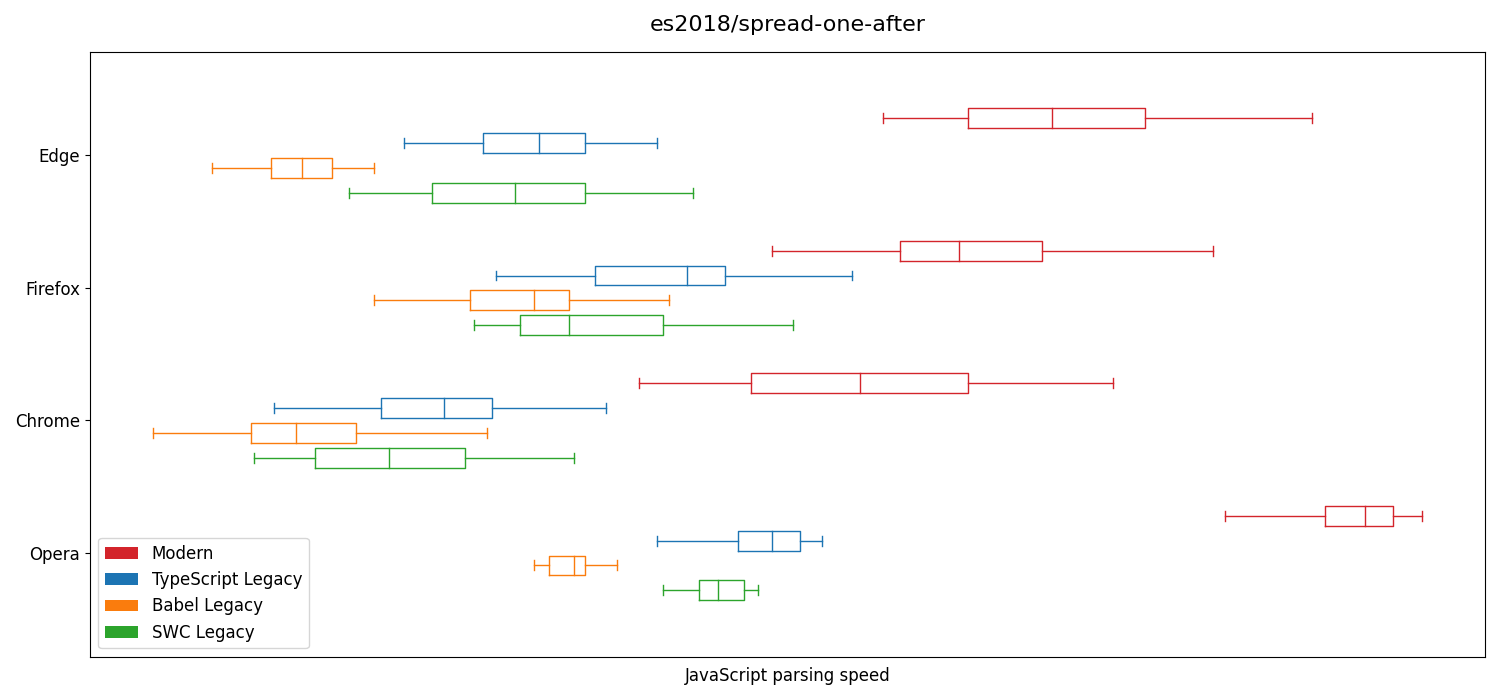 es2018/spread-one-after
Edge
Firefox
Chrome
Opera
Modern
TypeScript Legacy
Babel Legacy
SWC Legacy
JavaScript parsing speed